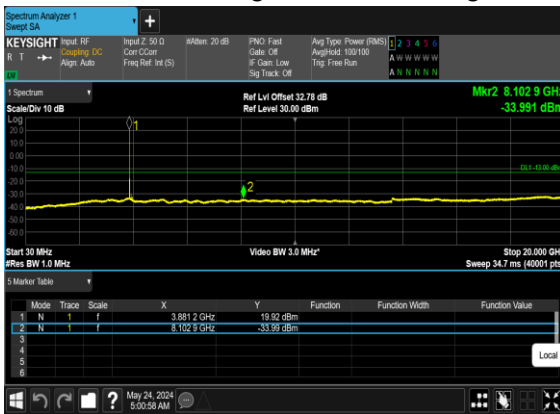 Spectrum Analyzer 1
Swept SA
KEYSIGHT Input: RF Input Z: 50 Ω #Atten: 20 dB PNO: Fast Avg Type: Power (RMS) 1 2 3 4 5 6
R T Coupling: DC Corr CCorr Gate: Off Avg|Hold: 100/100 A W W W W W
Align: Auto Freq Ref: Int (S) IF Gain: Low Trig: Free Run
Sig Track: Off A N N N N N
LV
1 Spectrum Ref Lvl Offset 32.78 dB Mkr2 8.102 9 GHz
Scale/Div 10 dB Ref Level 30.00 dBm -33.991 dBm
Log
20.0
10.0
0.00
-10.0
DL1 -13.00 dBm
-20.0
-30.0
-40.0
-50.0
-60.0
1
2
Start 30 MHz Video BW 3.0 MHz* Stop 20.000 GH
#Res BW 1.0 MHz Sweep 34.7 ms (40001 pts
5 Marker Table
Mode Trace Scale X Y Function Function Width Function Value
1 N 1 f 3.881 2 GHz 19.92 dBm
2 N 1 f 8.102 9 GHz -33.99 dBm
3
4
5
6
Local
May 24, 2024
5:00:58 AM